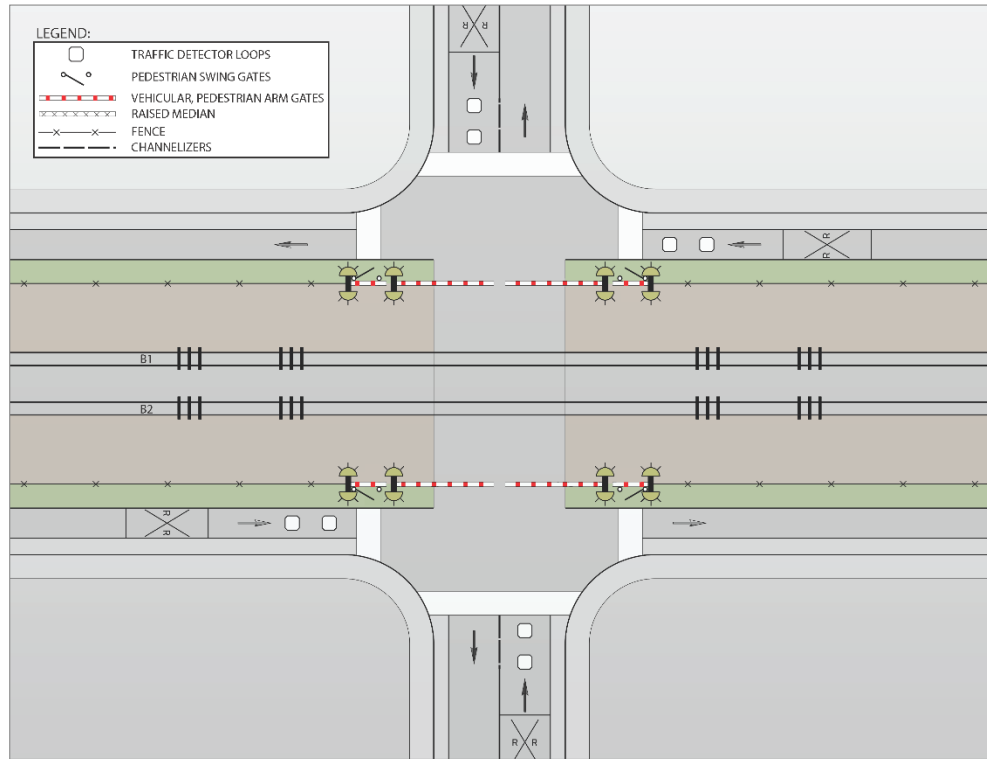 LEGEND:
TRAFFIC DETECTOR LOOPS
PEDESTRIAN SWING GATES
VEHICULAR, PEDESTRIAN ARM GATES
RAISED MEDIAN
FENCE
CHANNELIZERS
R R
R
R
B1
B2
R
R
R R